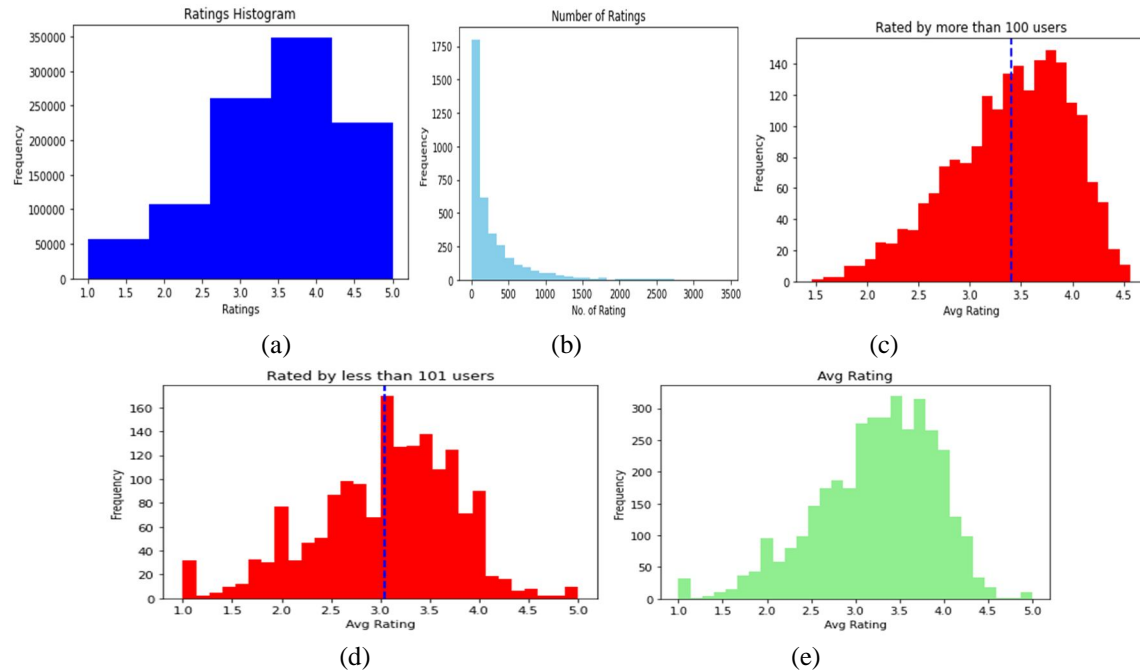 Ratings Histogram
350000
300000
250000
200000
150000
100000
50000
0
Frequency
1.0 1.5 2.0 2.5 3.0 3.5 4.0 4.5 5.0
Ratings
(a)
Number of Ratings
1750
1500
1250
1000
750
500
250
0
Frequency
0 500 1000 1500 2000 2500 3000 3500
No. of Rating
(b)
Rated by more than 100 users
140
120
100
80
60
40
20
0
Frequency
1.5 2.0 2.5 3.0 3.5 4.0 4.5
Avg Rating
(c)
Rated by less than 101 users
160
140
120
100
80
60
40
20
0
Frequency
1.0 1.5 2.0 2.5 3.0 3.5 4.0 4.5 5.0
Avg Rating
(d)
Avg Rating
300
250
200
150
100
50
0
Frequency
1.0 1.5 2.0 2.5 3.0 3.5 4.0 4.5 5.0
Avg Rating
(e)